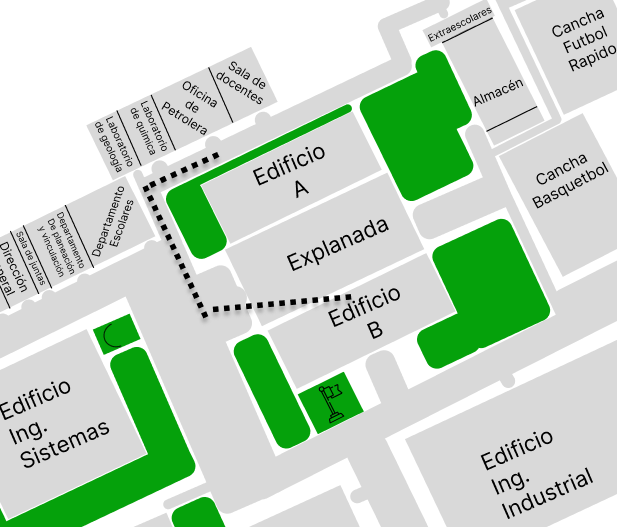 Extraescolares
Cancha
Futbol
Rapido
Almacén
Sala de
docentes
Oficina
de
Petrolera
Laboratorio
de química
Laboratorio
de geología
Edificio
A
Cancha
Basquetbol
Departamento
Escolares
Departamento
De planeación
y vinculación
Sala de juntas
Dirección
neral
Explanada
Edificio
B
Edificio
Ing.
Sistemas
Edificio
Ing.
Industrial